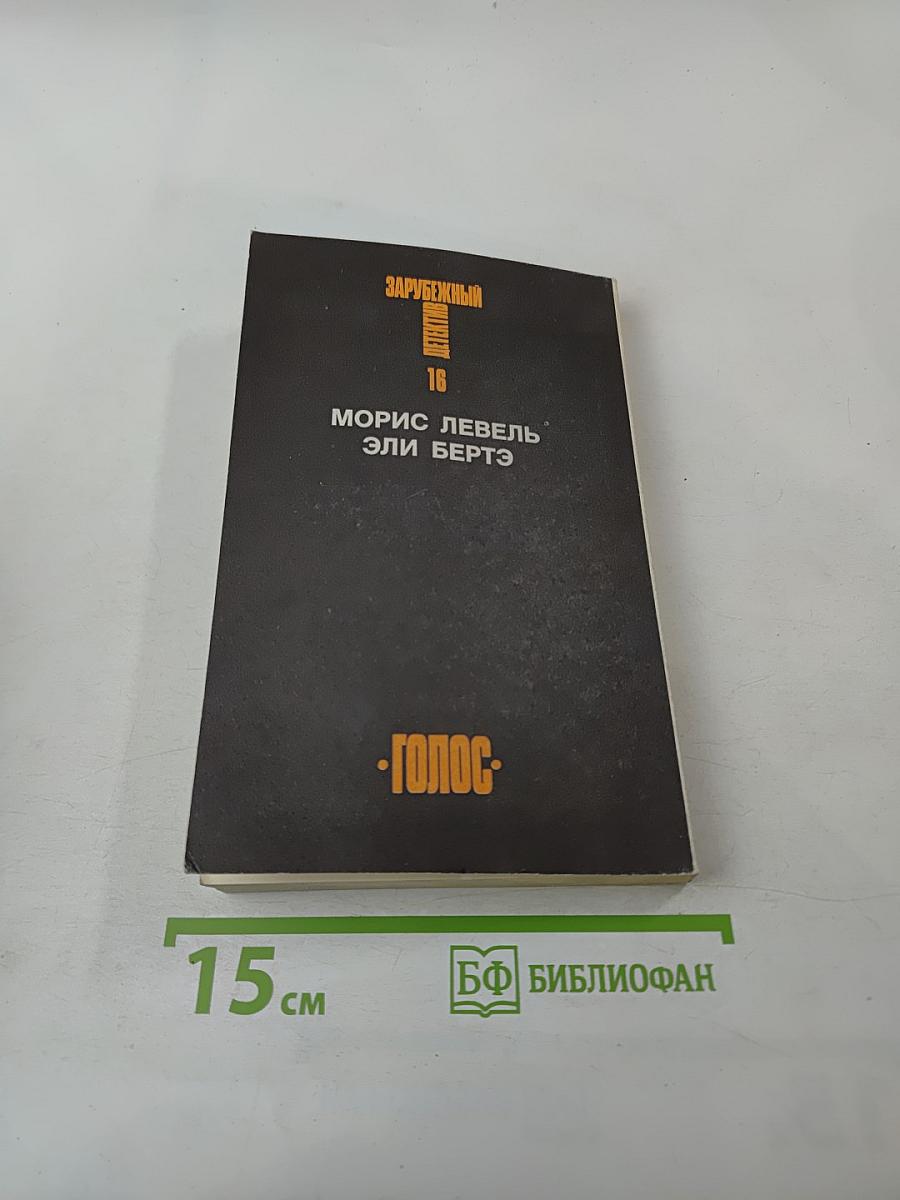 ЗАРУБЕЖНЫЙ
ДЕТЕКТИВ
16
МОРИС ЛЕВЕЛЬ
ЭЛИ БЕРТЭ
·ГОЛОС·
15 см
БФ БИБЛИОФАН